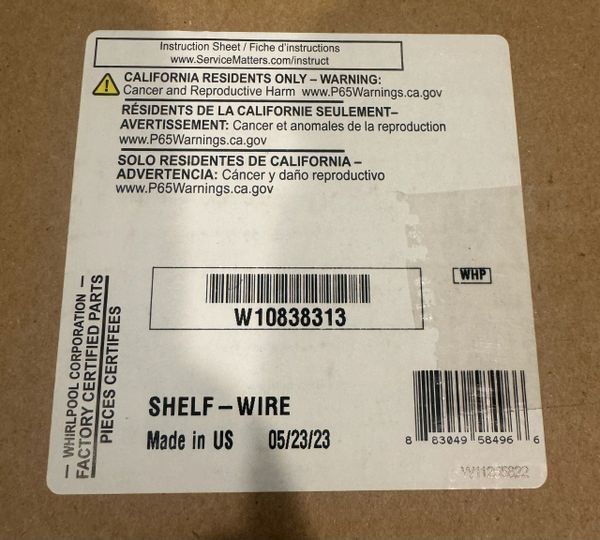 Instruction Sheet / Fiche d'instructions
www.ServiceMatters.com/instruct
CALIFORNIA RESIDENTS ONLY – WARNING:
Cancer and Reproductive Harm www.P65Warnings.ca.gov
RÉSIDENTS DE LA CALIFORNIE SEULEMENT–
AVERTISSEMENT: Cancer et anomales de la reproduction
www.P65Warnings.ca.gov
SOLO RESIDENTES DE CALIFORNIA –
ADVERTENCIA: Cáncer y daño reproductivo
www.P65Warnings.ca.gov
WHP
W10838313
— WHIRLPOOL CORPORATION —
FACTORY CERTIFIED PARTS
PIECES CERTIFEES
SHELF–WIRE
Made in US 05/23/23
8 83049 58496 6
W11255822